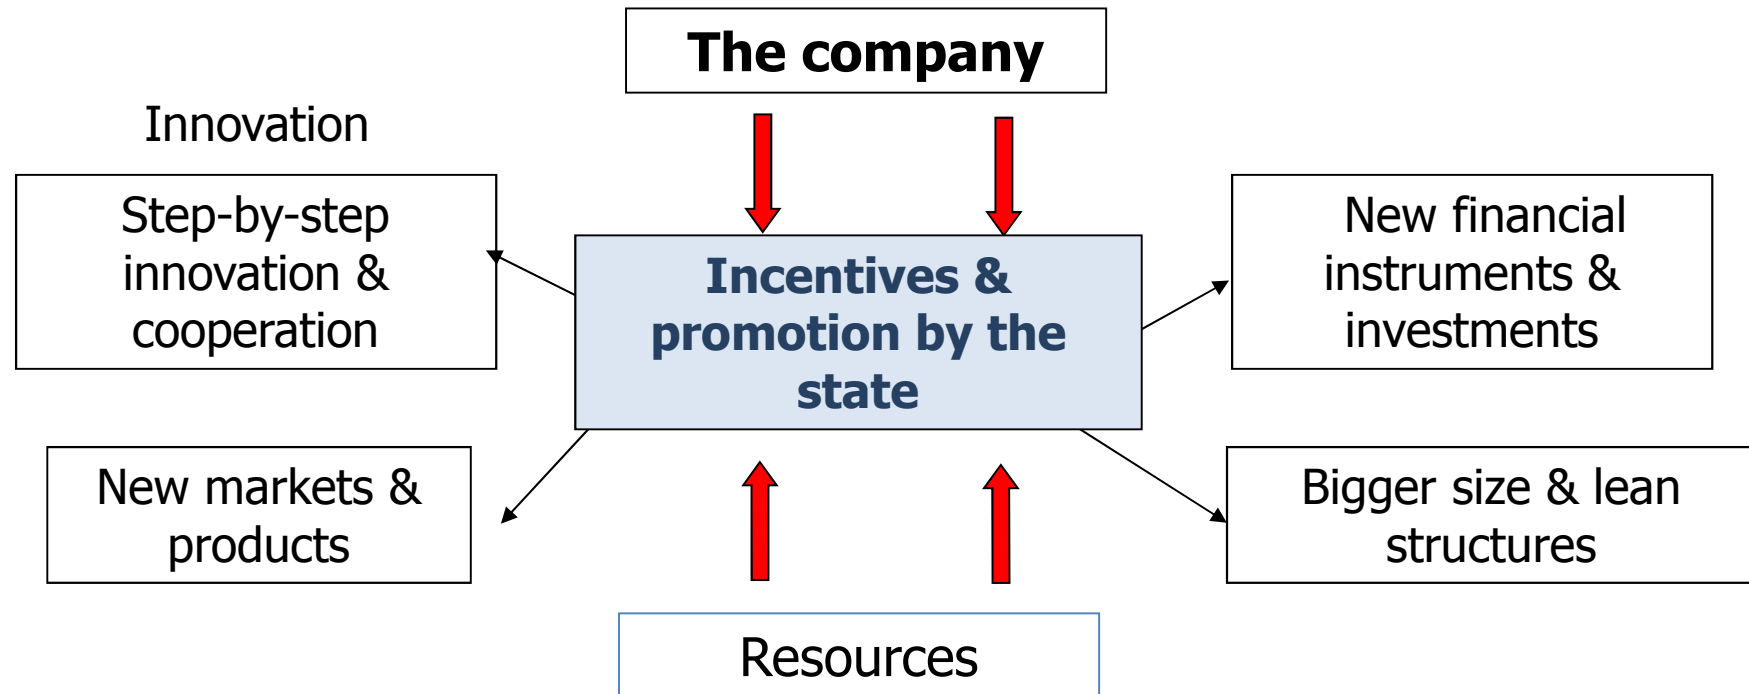 The company
Innovation
Step-by-step
innovation &
cooperation
Incentives &
promotion by the
state
New financial
instruments &
investments
New markets &
products
Bigger size & lean
structures
Resources